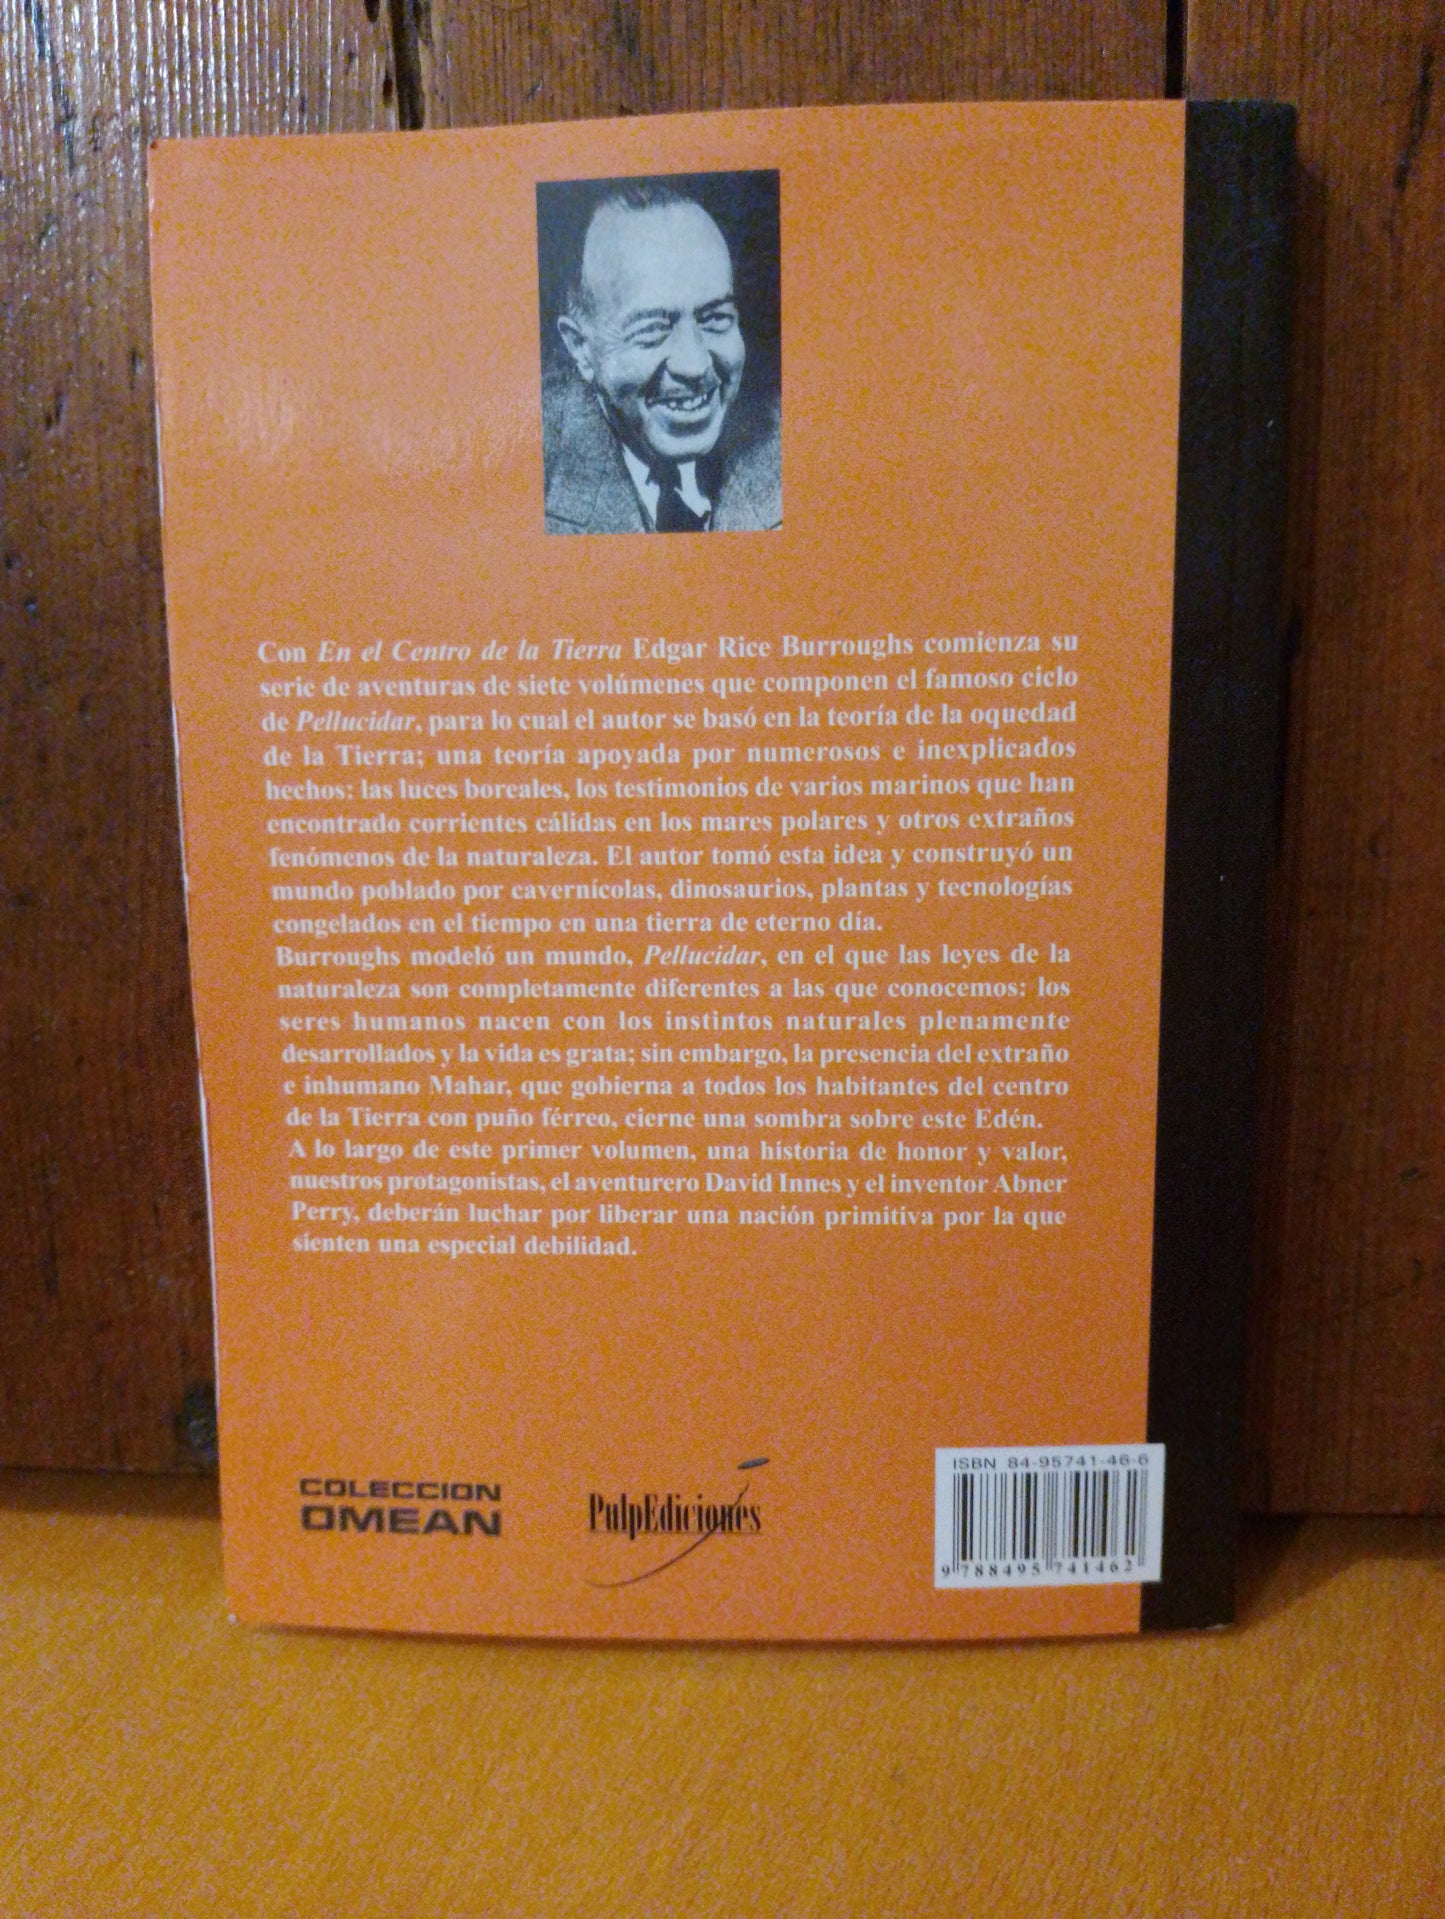 Con En el Centro de la Tierra Edgar Rice Burroughs comienza su
serie de aventuras de siete volúmenes que componen el famoso ciclo
de Pellucidar, para lo cual el autor se basó en la teoría de la oquedad
de la Tierra; una teoría apoyada por numerosos e inexplicados
hechos: las luces boreales, los testimonios de varios marinos que han
encontrado corrientes cálidas en los mares polares y otros extraños
fenómenos de la naturaleza. El autor tomó esta idea y construyó un
mundo poblado por cavernícolas, dinosaurios, plantas y tecnologías
congelados en el tiempo en una tierra de eterno día.
Burroughs modeló un mundo, Pellucidar, en el que las leyes de la
naturaleza son completamente diferentes a las que conocemos: los
seres humanos nacen con los instintos naturales plenamente
desarrollados y la vida es grata; sin embargo, la presencia del extraño
e inhumano Mahar, que gobierna a todos los habitantes del centro
de la Tierra con puño férreo, cierne una sombra sobre este Edén.
A lo largo de este primer volumen, una historia de honor y valor,
nuestros protagonistas, el aventurero David Innes y el inventor Abner
Perry, deberán luchar por liberar una nación primitiva por la que
sienten una especial debilidad.
COLECCION
OMEAN
PulpEdiciones
ISBN 84-95741-46-6
9 788495 741462